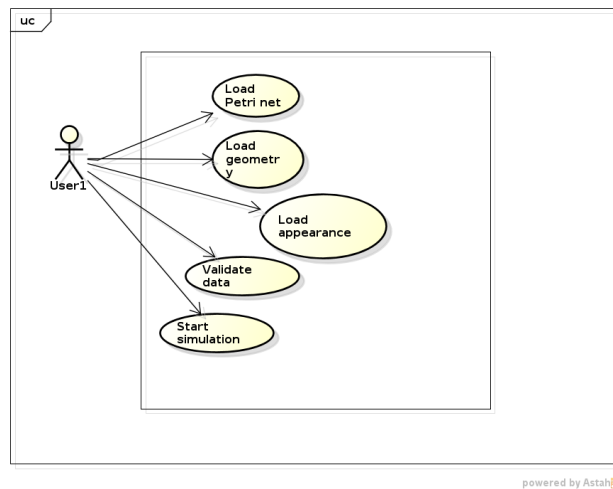 uc
Load
Petri net
Load
geometr
y
User1
Load
appearance
Validate
data
Start
simulation
powered by Astah